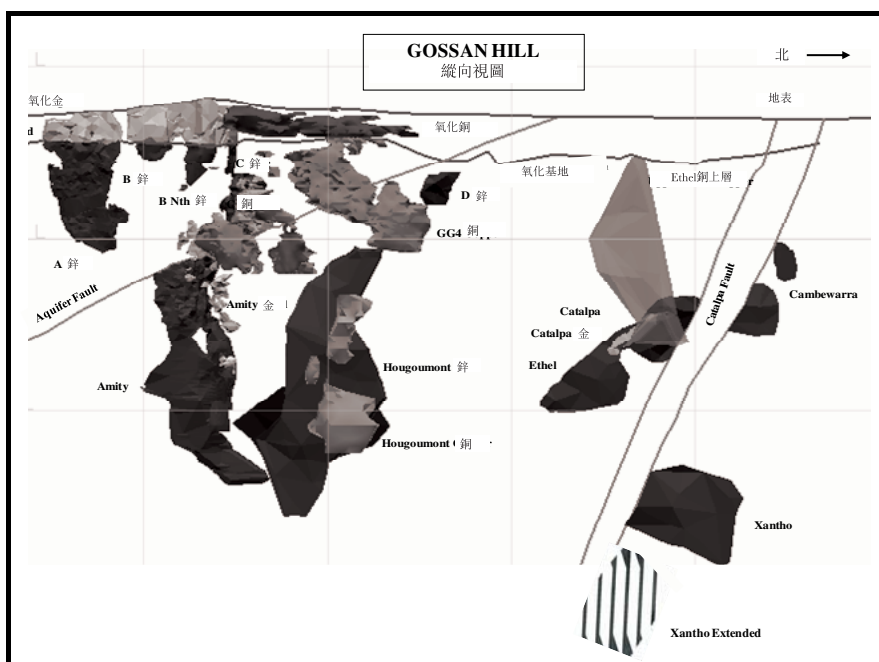 GOSSAN HILL
縱向視圖
北
氧化金
地表
氧化銅
C 鋅
B 鋅
氧化基地
Ethel銅上層
B Nth 鋅
銅
D 鋅
GG4 銅
A 鋅
Aquifer Fault
Amity 金
Catalpa Fault
Cambewarra
Catalpa
Catalpa 金
Ethel
Amity
Hougoumont 鋅
Hougoumont 銅
Xantho
Xantho Extended